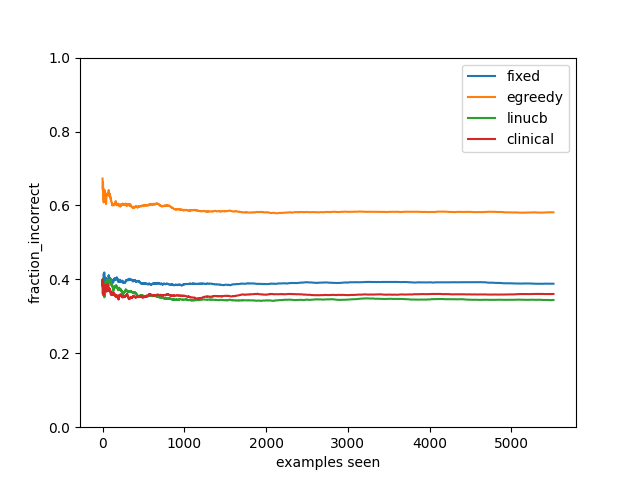 1.0
0.8
0.6
0.4
0.2
0.0
fraction_incorrect
fixed
egreedy
linucb
clinical
0 1000 2000 3000 4000 5000
examples seen